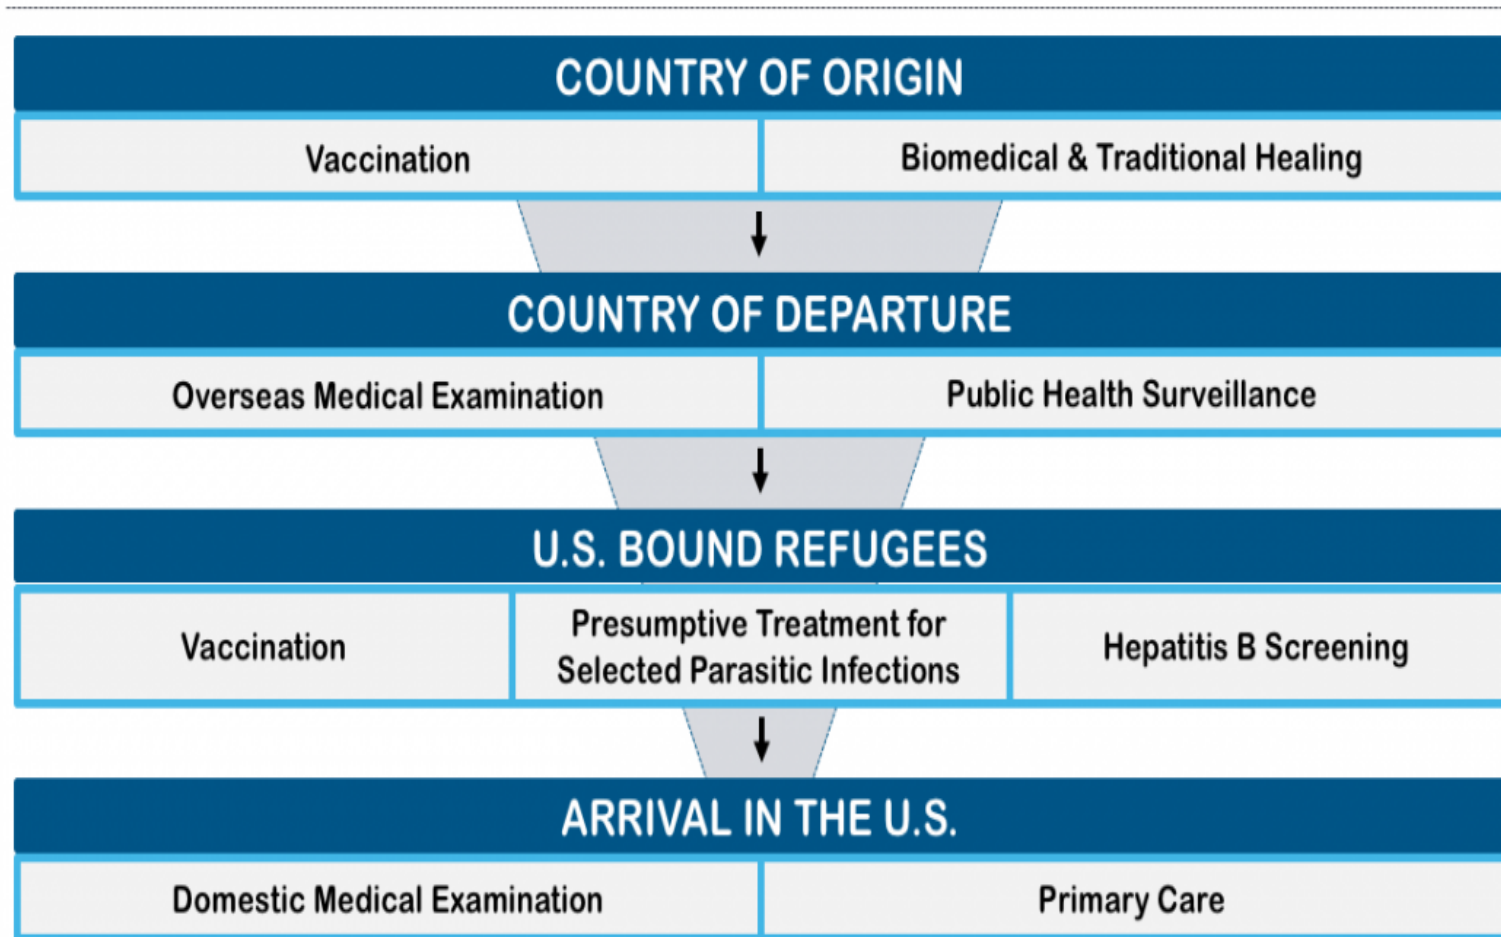 COUNTRY OF ORIGIN
Vaccination
Biomedical & Traditional Healing
COUNTRY OF DEPARTURE
Overseas Medical Examination
Public Health Surveillance
U.S. BOUND REFUGEES
Vaccination
Presumptive Treatment for
Selected Parasitic Infections
Hepatitis B Screening
ARRIVAL IN THE U.S.
Domestic Medical Examination
Primary Care